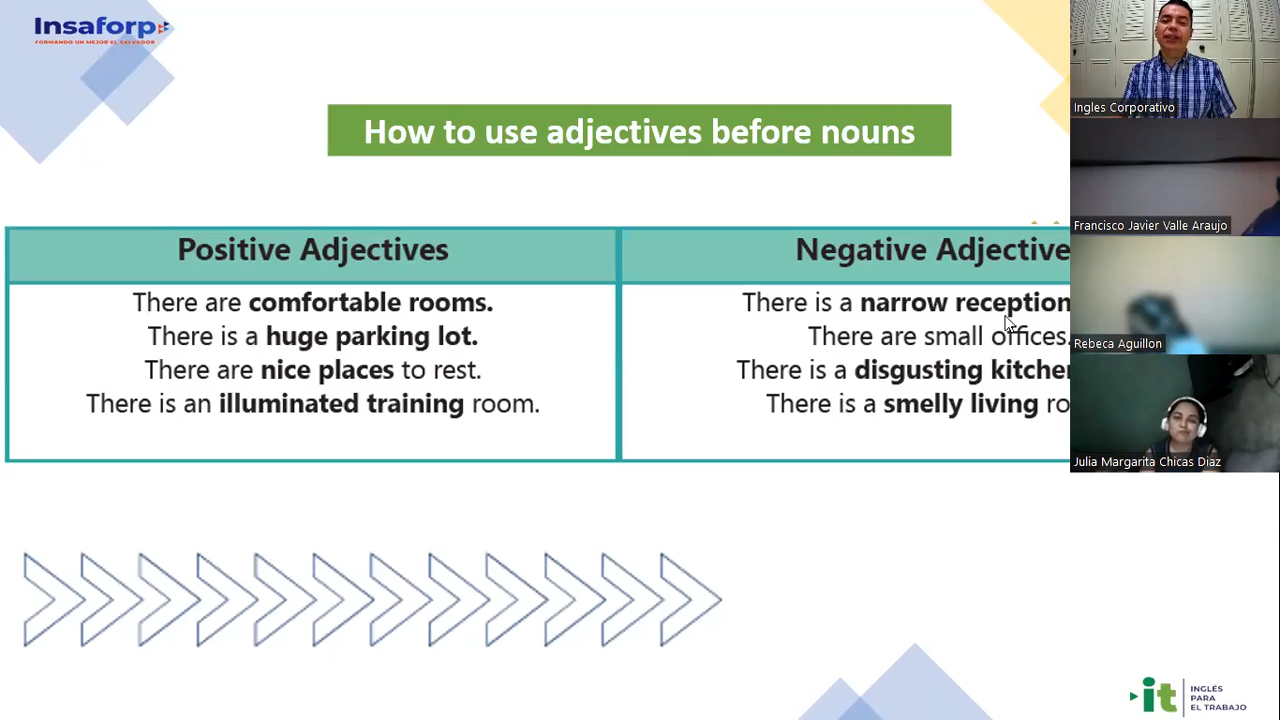 Insaforp
FORMANDO UN MEJOR EL SALVADOR
How to use adjectives before nouns
Positive Adjectives
There are comfortable rooms.
There is a huge parking lot.
There are nice places to rest.
There is an illuminated training room.
Negative Adjective
There is a narrow reception
There are small offices.
There is a disgusting kitchen
There is a smelly living ro
Ingles Corporativo
Francisco Javier Valle Araujo
Rebeca Aguillon
Julia Margarita Chicas Diaz
it
INGLÉS
PARA
EL TRABAJO